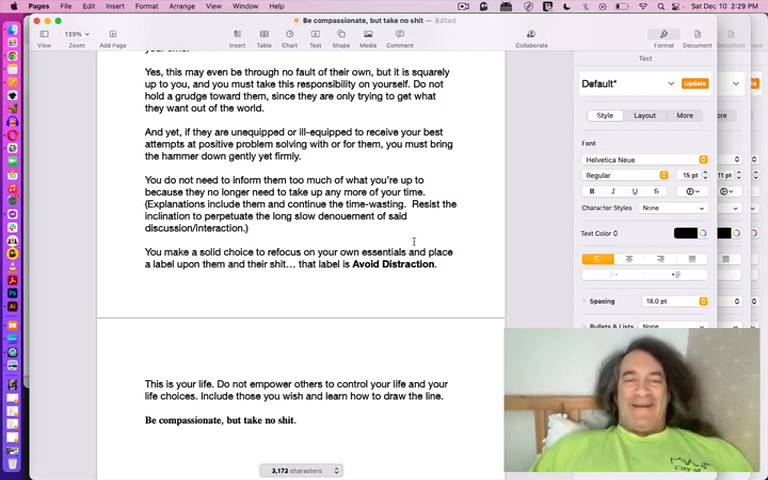 Pages File Edit Insert Format Arrange View Window Help Sat Dec 10 2:29 PM
Be compassionate, but take no shit — Edited
125%
View Zoom Add Page Insert Table Chart Text Shape Media Comment Collaborate Format Document Document
your time.
Yes, this may even be through no fault of their own, but it is squarely
up to you, and you must take this responsibility on yourself. Do not
hold a grudge toward them, since they are only trying to get what
they want out of the world.
And yet, if they are unequipped or ill-equipped to receive your best
attempts at positive problem solving with or for them, you must bring
the hammer down gently yet firmly.
You do not need to inform them too much of what you're up to
because they no longer need to take up any more of your time.
(Explanations include them and continue the time-wasting. Resist the
inclination to perpetuate the long slow denouement of said
discussion/interaction.)
You make a solid choice to refocus on your own essentials and place
a label upon them and their shit... that label is Avoid Distraction.
This is your life. Do not empower others to control your life and your
life choices. Include those you wish and learn how to draw the line.
Be compassionate, but take no shit.
3,172 characters
Text
Default*
Update
Style Layout More
Font
Helvetica Neue
Regular 15 pt 11 pt
B I U S
Character Styles None
Text Color
Spacing 18.0 pt
Bullets & Lists None
City of